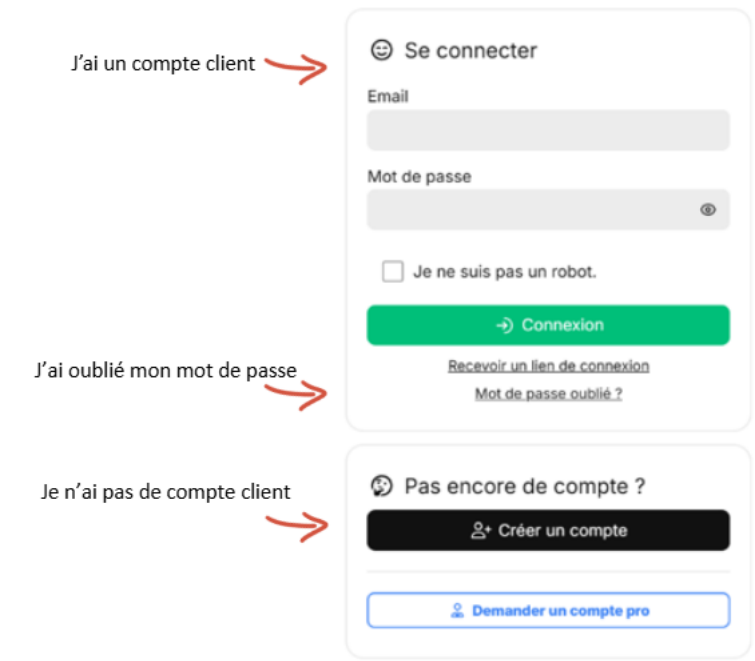 J'ai un compte client
Se connecter
Email
Mot de passe
Je ne suis pas un robot.
Connexion
J'ai oublié mon mot de passe
Recevoir un lien de connexion
Mot de passe oublié ?
Je n'ai pas de compte client
Pas encore de compte ?
Créer un compte
Demander un compte pro